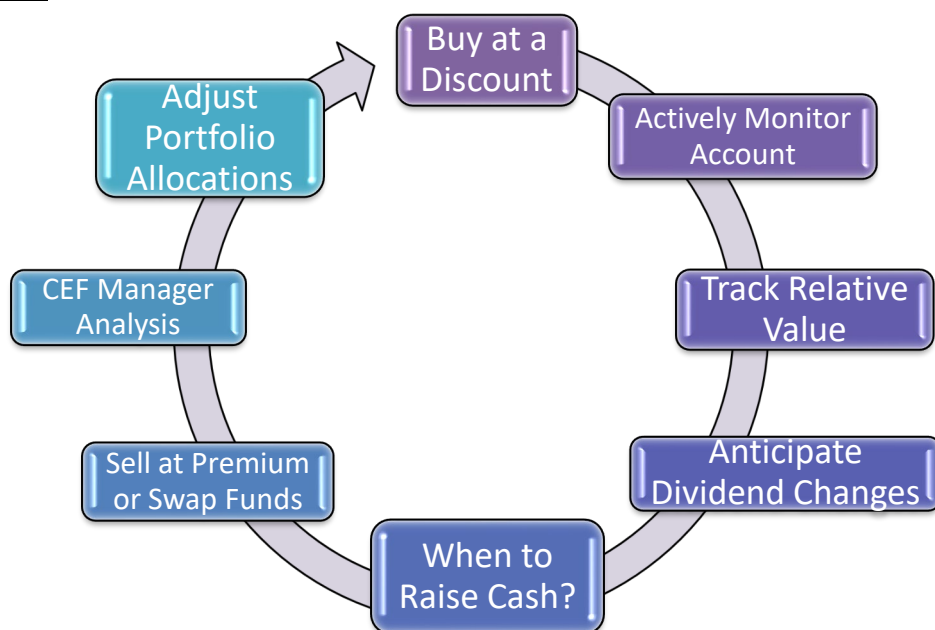 Buy at a
Discount
Actively Monitor
Account
Track Relative
Value
Anticipate
Dividend Changes
When to
Raise Cash?
Sell at Premium
or Swap Funds
CEF Manager
Analysis
Adjust
Portfolio
Allocations